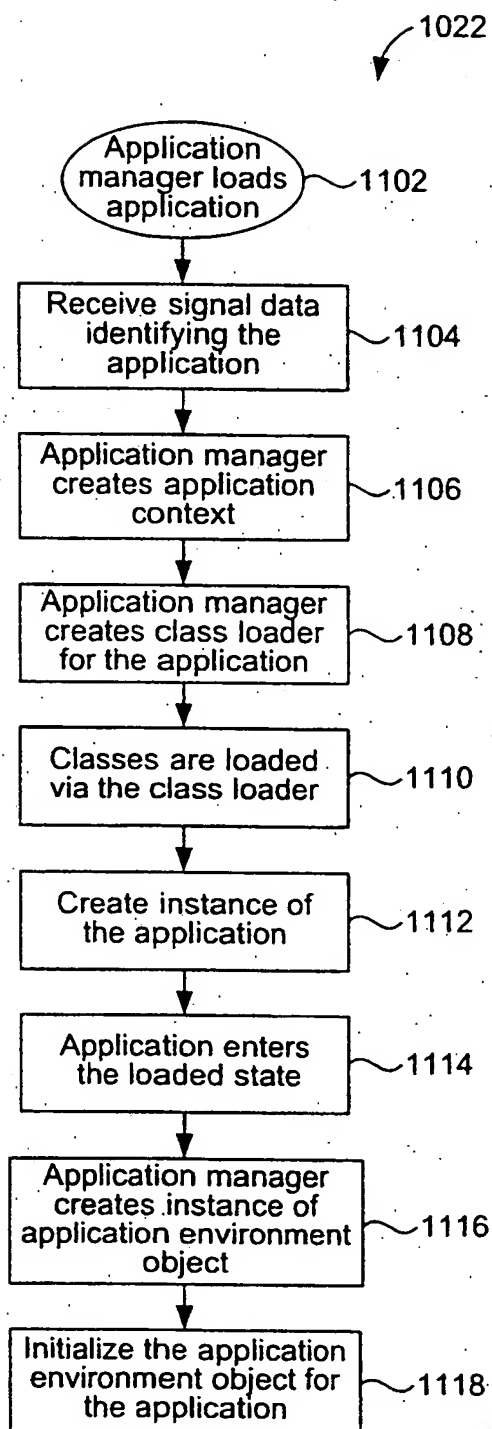 1022
Application
manager loads
application
1102
Receive signal data
identifying the
application
1104
Application manager
creates application
context
1106
Application manager
creates class loader
for the application
1108
Classes are loaded
via the class loader
1110
Create instance of
the application
1112
Application enters
the loaded state
1114
Application manager
creates instance of
application environment
object
1116
Initialize the application
environment object for
the application
1118